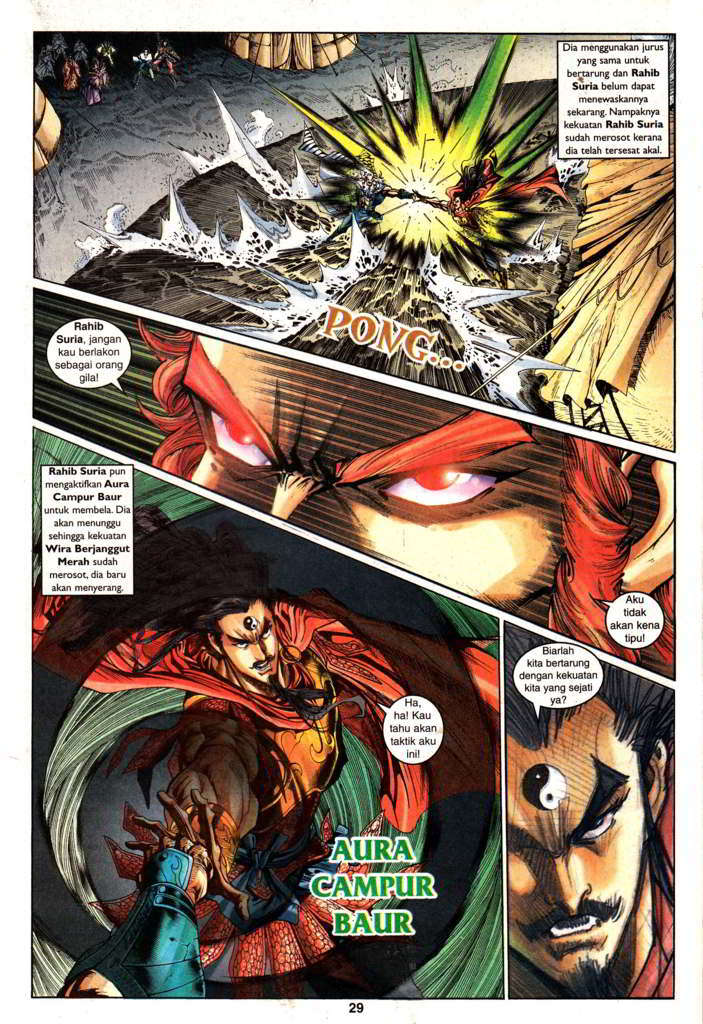 Dia menggunakan jurus
yang sama untuk
bertarung dan Rahib
Suria belum dapat
menewaskannya
sekarang. Nampaknya
kekuatan Rahib Suria
sudah merosot kerana
dia telah tersesat akal.
PONG...
Rahib
Suria, jangan
kau berlakon
sebagai orang
gila!
Aku
tidak
akan kena
tipu!
Rahib Suria pun
mengaktifkan Aura
Campur Baur
untuk membela. Dia
akan menunggu
sehingga kekuatan
Wira Berjanggut
Merah sudah
merosot, dia baru
akan menyerang.
Ha,
ha! Kau
tahu akan
taktik aku
ini!
AURA
CAMPUR
BAUR
Biarlah
kita bertarung
dengan kekuatan
kita yang sejati
ya?
29